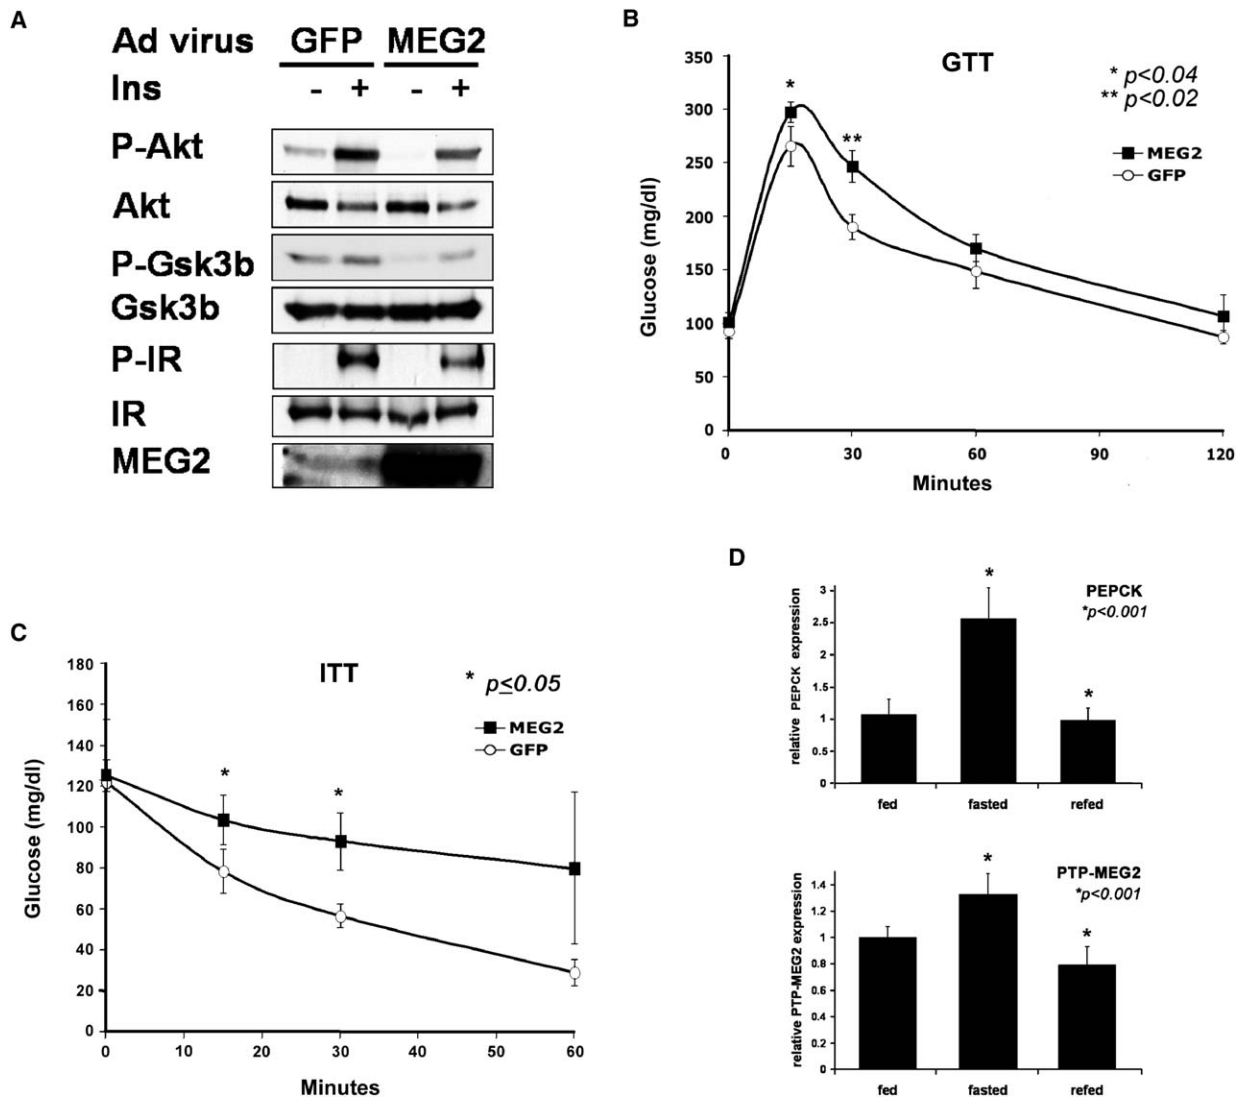 A
Ad virus GFP MEG2
Ins - + - +
P-Akt
Akt
P-Gsk3b
Gsk3b
P-IR
IR
MEG2
B
GTT
* p<0.04
** p<0.02
MEG2
GFP
*
**
350
300
250
200
150
100
50
0
Glucose (mg/dl)
0 30 60 90 120
Minutes
C
ITT
* p≤0.05
MEG2
GFP
*
*
180
160
140
120
100
80
60
40
20
0
Glucose (mg/dl)
0 10 20 30 40 50 60
Minutes
D
PEPCK
*p<0.001
*
*
3
2.5
2
1.5
1
0.5
0
relative PEPCK expression
fed fasted refed
PTP-MEG2
*p<0.001
*
*
1.4
1.2
1
0.8
0.6
0.4
0.2
0
relative PTP-MEG2 expression
fed fasted refed